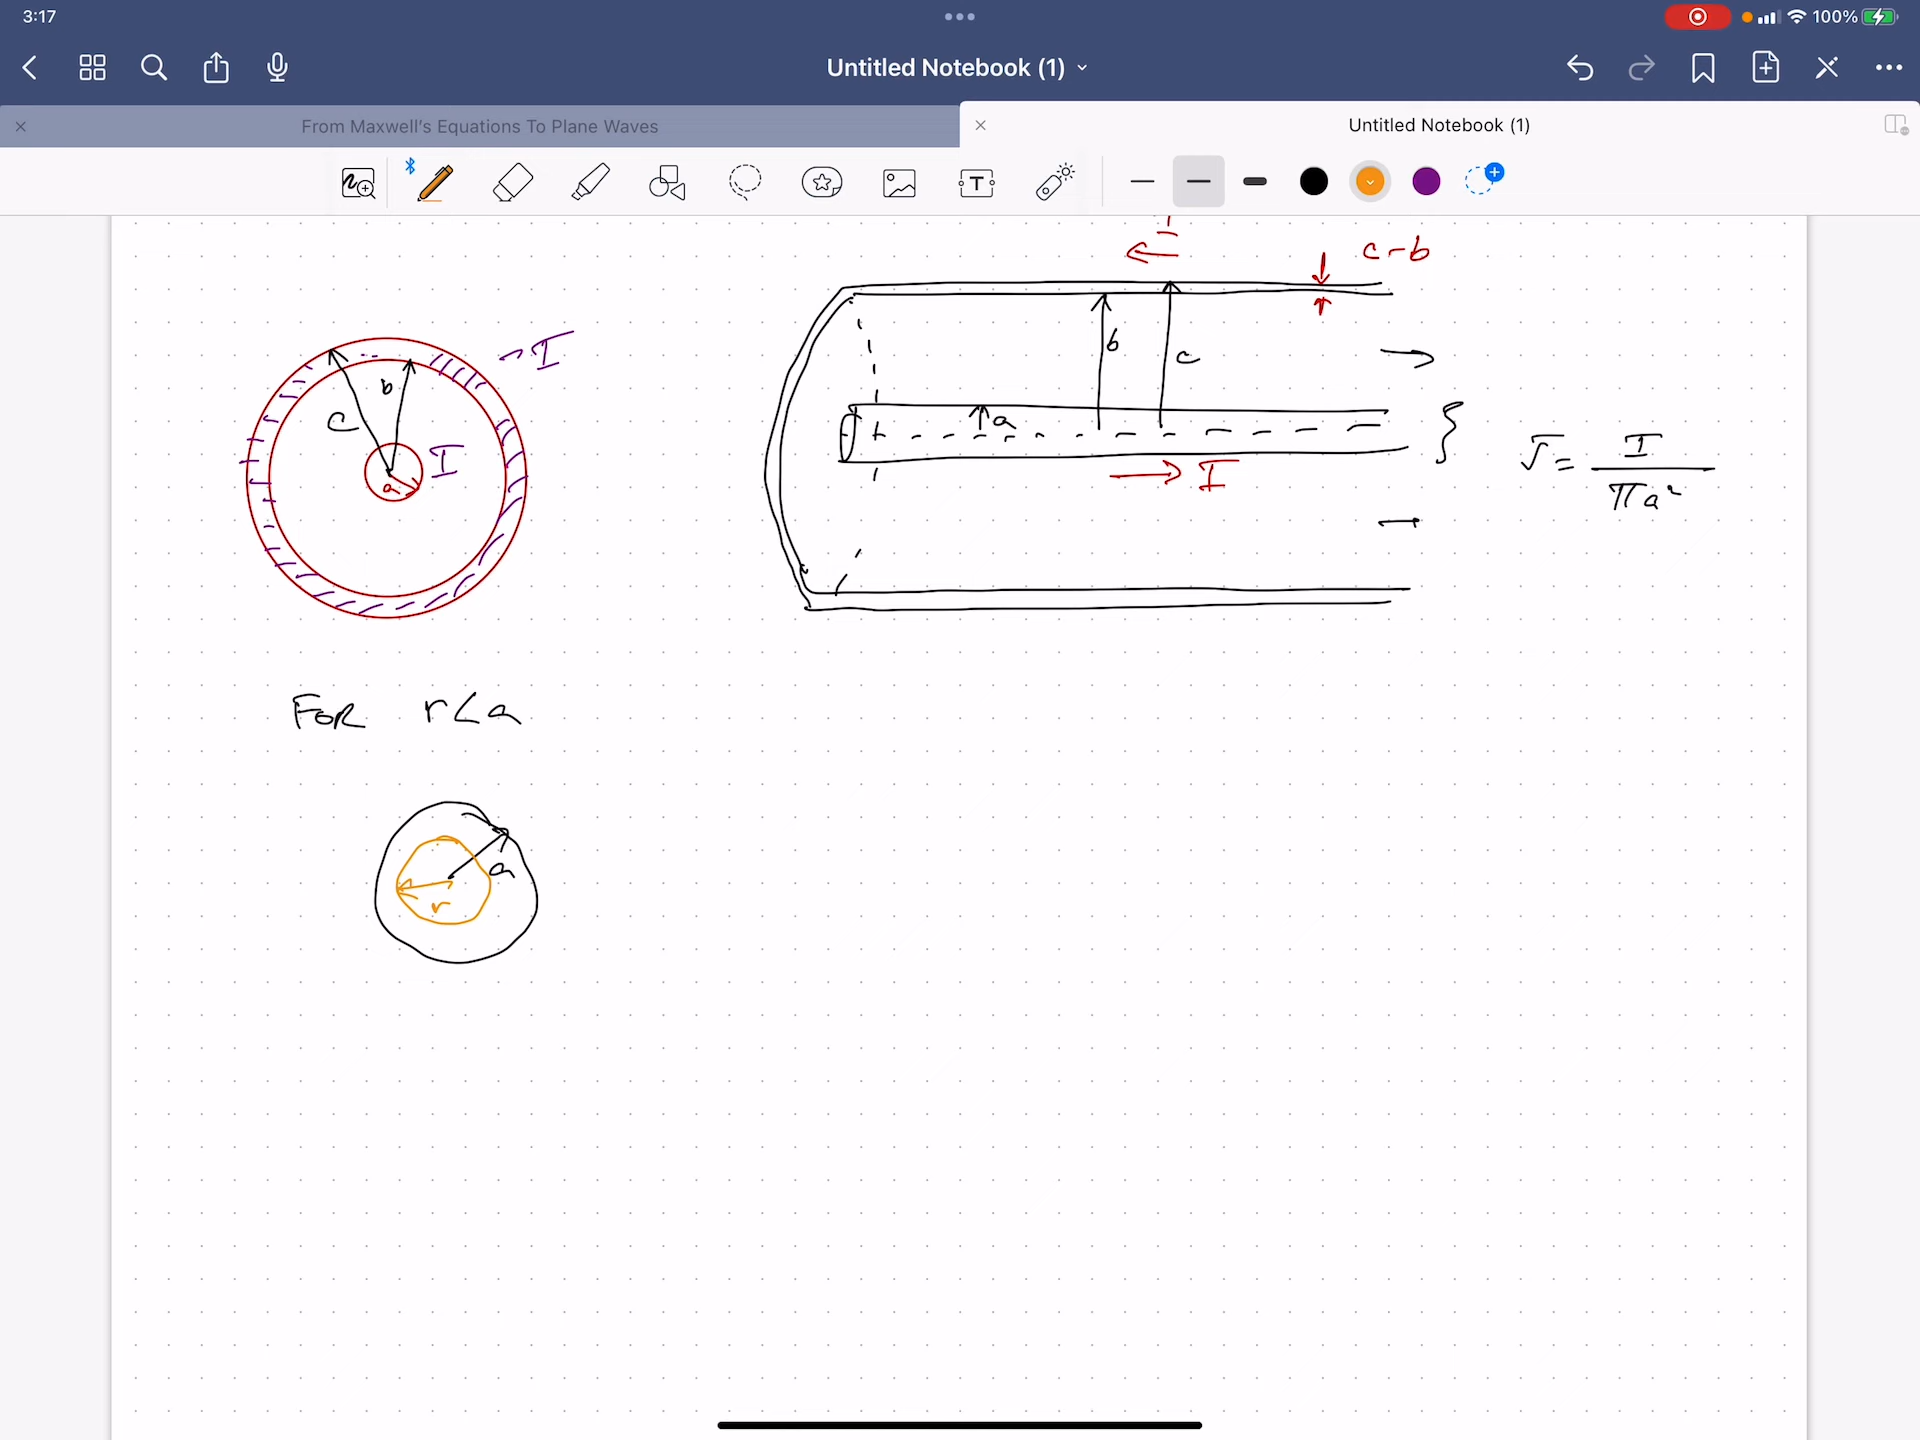 3:17
100%
Untitled Notebook (1)
From Maxwell's Equations To Plane Waves
Untitled Notebook (1)
T
I
c-b
-I
b
c
I
a
b
c
a
I
J = I / πa²
FOR r<a
a
r